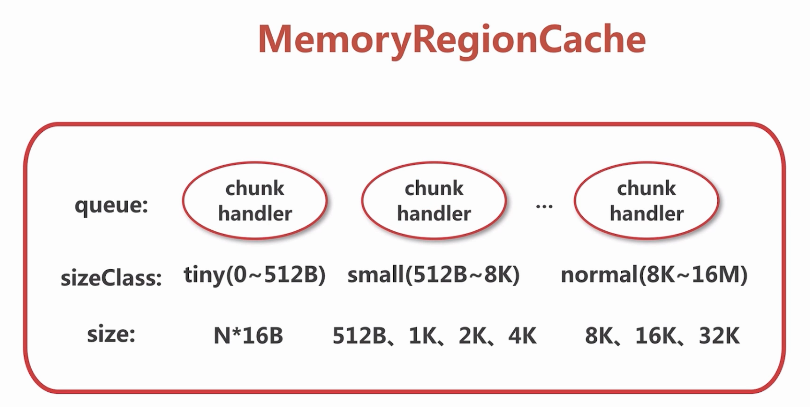 MemoryRegionCache
queue:
chunk
handler
chunk
handler
...
chunk
handler
sizeClass:
tiny(0~512B)
small(512B~8K)
normal(8K~16M)
size:
N*16B
512B、1K、2K、4K
8K、16K、32K